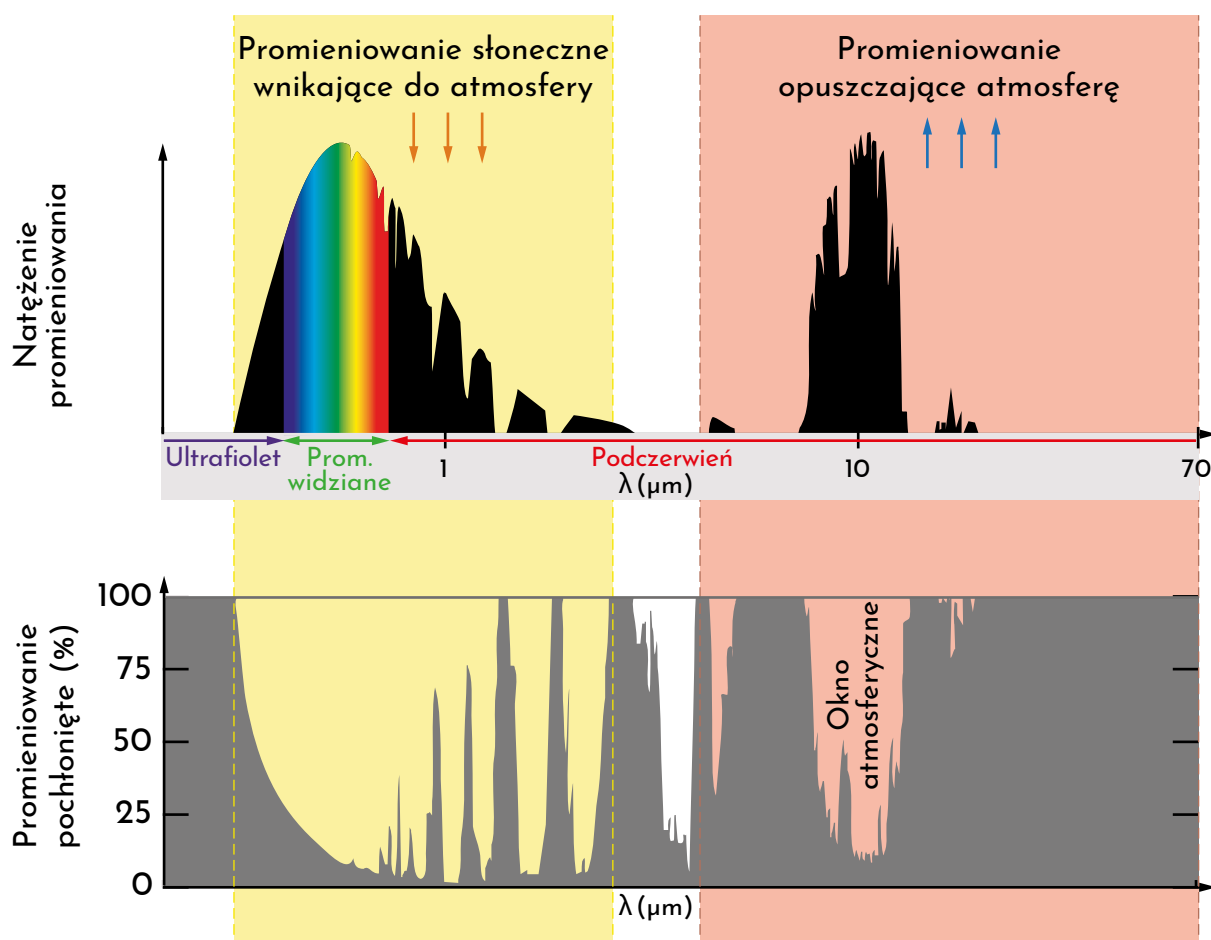 Promieniowanie słoneczne
wnikające do atmosfery
Promieniowanie
opuszczające atmosferę
Natężenie
promieniowania
Ultrafiolet
Prom.
widziane
Podczerwień
1
10
70
λ (µm)
Promieniowanie
pochłonięte (%)
100
75
50
25
0
Okno
atmosferyczne
λ (µm)